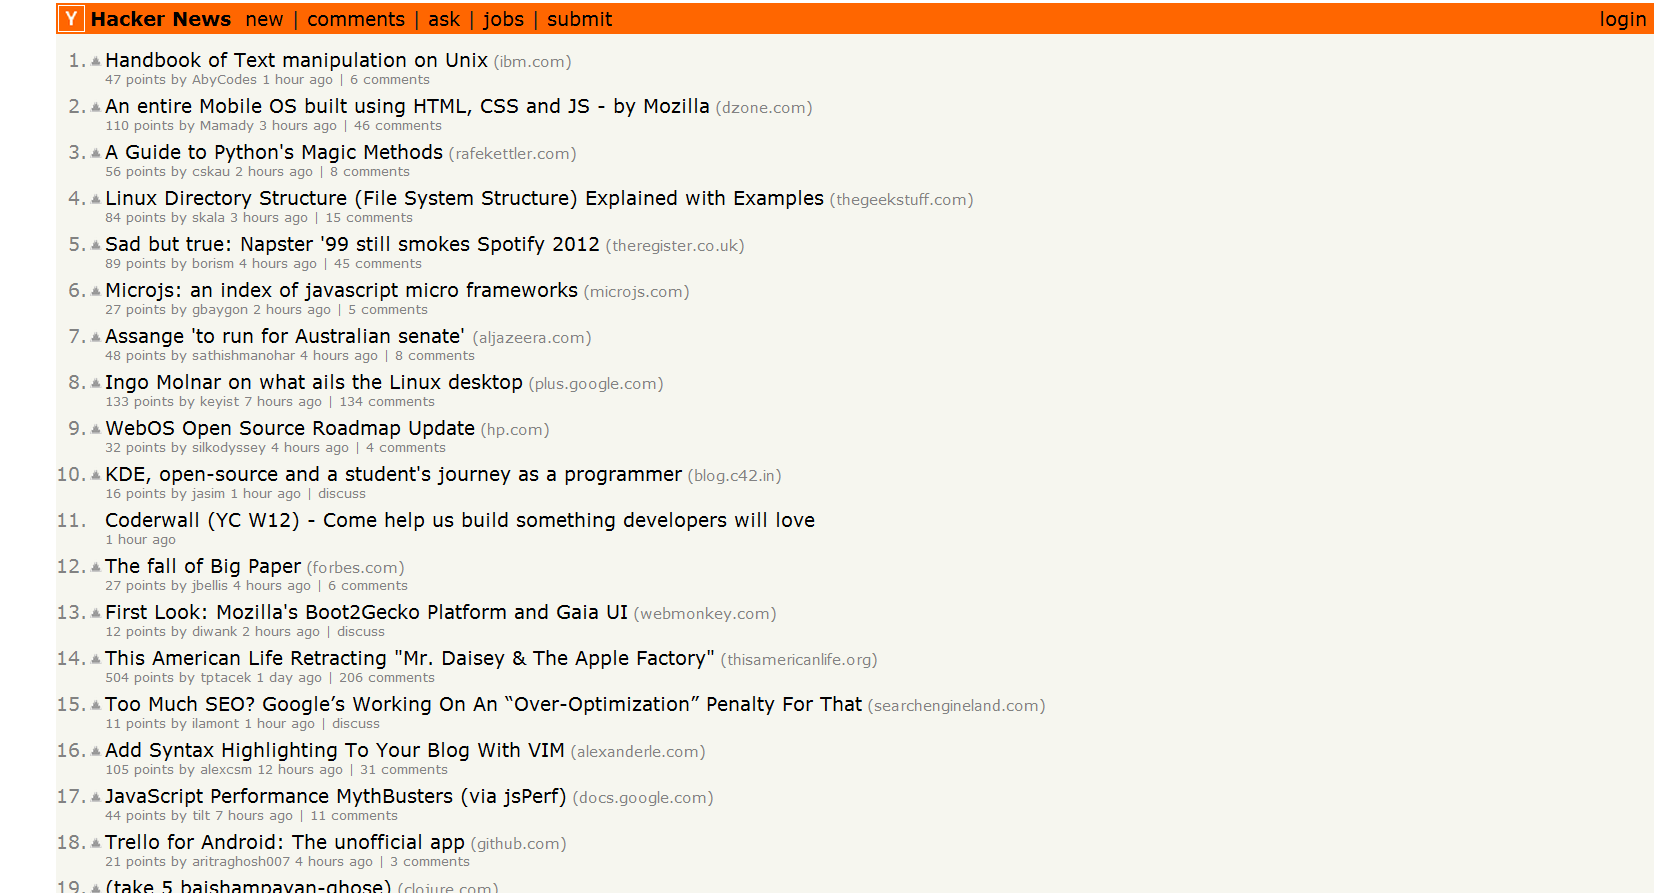 Y Hacker News new | comments | ask | jobs | submit login
1. Handbook of Text manipulation on Unix (ibm.com)
47 points by AbyCodes 1 hour ago | 6 comments
2. An entire Mobile OS built using HTML, CSS and JS - by Mozilla (dzone.com)
110 points by Mamady 3 hours ago | 46 comments
3. A Guide to Python's Magic Methods (rafekettler.com)
56 points by cskau 2 hours ago | 8 comments
4. Linux Directory Structure (File System Structure) Explained with Examples (thegeekstuff.com)
84 points by skala 3 hours ago | 15 comments
5. Sad but true: Napster '99 still smokes Spotify 2012 (theregister.co.uk)
89 points by borism 4 hours ago | 45 comments
6. Microjs: an index of javascript micro frameworks (microjs.com)
27 points by gbaygon 2 hours ago | 5 comments
7. Assange 'to run for Australian senate' (aljazeera.com)
48 points by sathishmanohar 4 hours ago | 8 comments
8. Ingo Molnar on what ails the Linux desktop (plus.google.com)
133 points by keyist 7 hours ago | 134 comments
9. WebOS Open Source Roadmap Update (hp.com)
32 points by silkodyssey 4 hours ago | 4 comments
10. KDE, open-source and a student's journey as a programmer (blog.c42.in)
16 points by jasim 1 hour ago | discuss
11. Coderwall (YC W12) - Come help us build something developers will love
1 hour ago
12. The fall of Big Paper (forbes.com)
27 points by jbellis 4 hours ago | 6 comments
13. First Look: Mozilla's Boot2Gecko Platform and Gaia UI (webmonkey.com)
12 points by diwank 2 hours ago | discuss
14. This American Life Retracting "Mr. Daisey & The Apple Factory" (thisamericanlife.org)
504 points by tptacek 1 day ago | 206 comments
15. Too Much SEO? Google’s Working On An “Over-Optimization” Penalty For That (searchengineland.com)
11 points by ilamont 1 hour ago | discuss
16. Add Syntax Highlighting To Your Blog With VIM (alexanderle.com)
105 points by alexcsm 12 hours ago | 31 comments
17. JavaScript Performance MythBusters (via jsPerf) (docs.google.com)
44 points by tilt 7 hours ago | 11 comments
18. Trello for Android: The unofficial app (github.com)
21 points by aritraghosh007 4 hours ago | 3 comments
19. (take 5 baishampayan-ghose) (clojure.com)